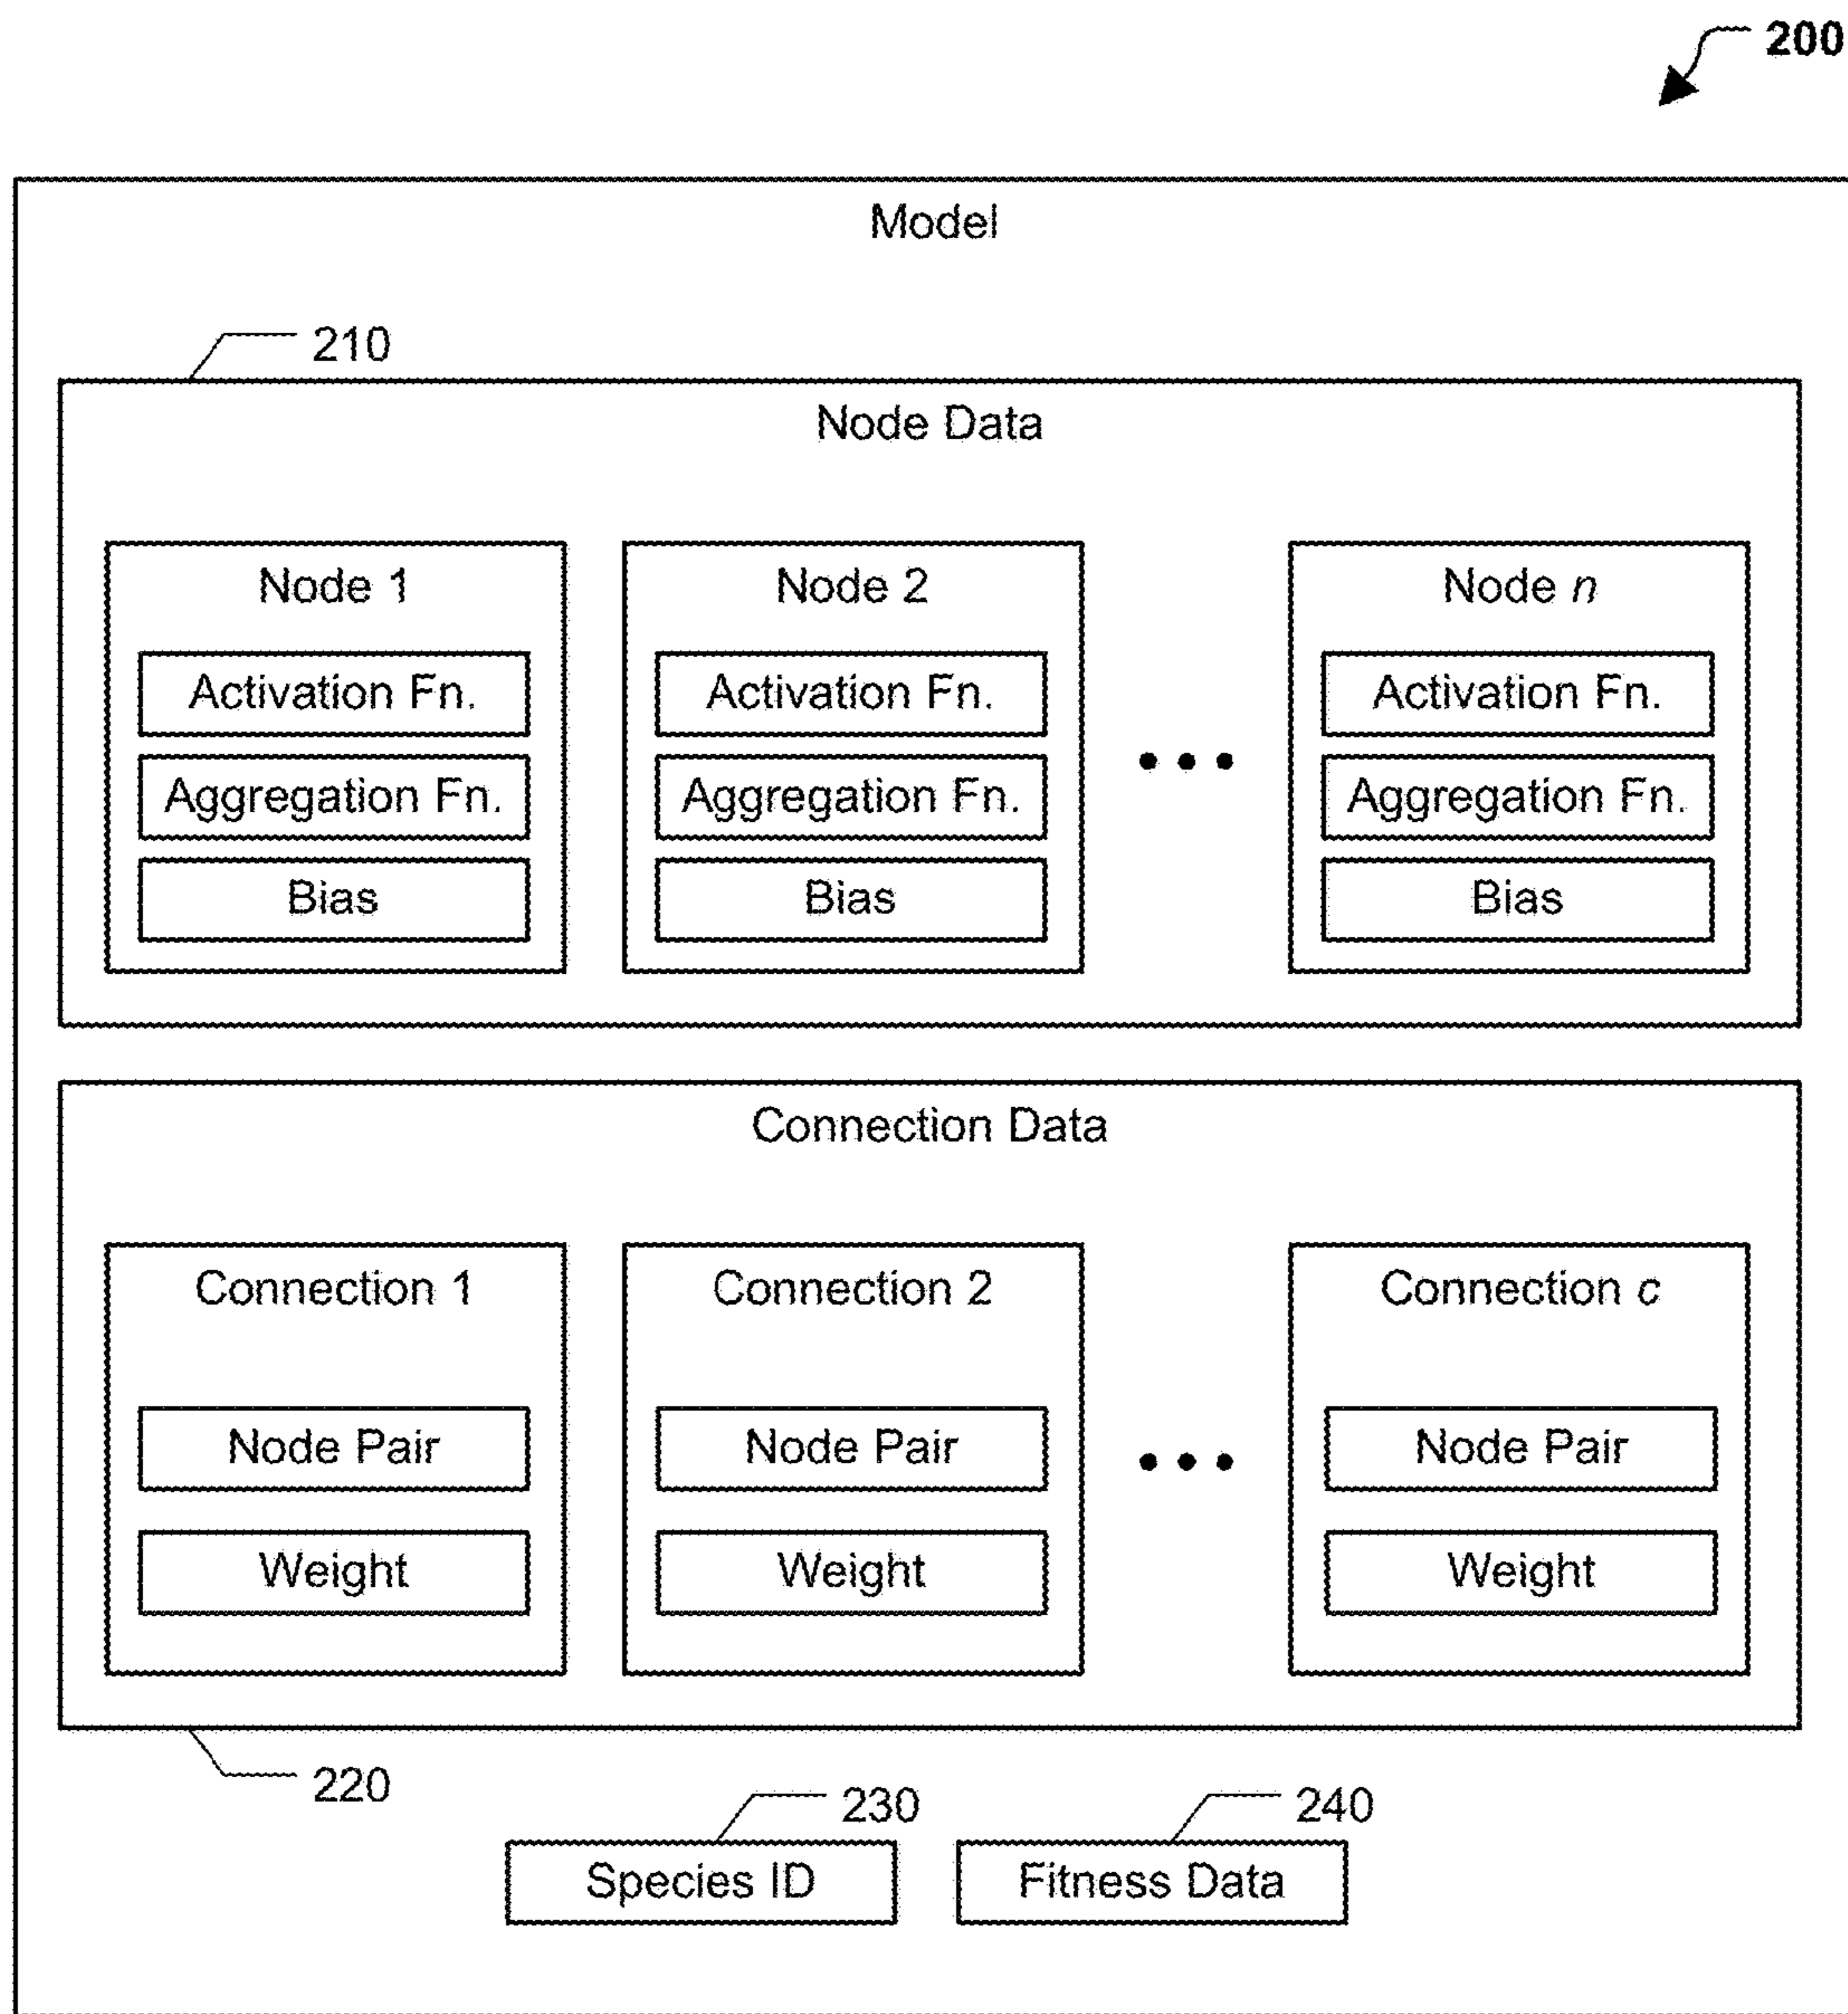 200
Model
210
Node Data
Node 1
Node 2
Node n
Activation Fn.
Activation Fn.
Activation Fn.
Aggregation Fn.
Aggregation Fn.
Aggregation Fn.
Bias
Bias
Bias
Connection Data
Connection 1
Connection 2
Connection c
Node Pair
Node Pair
Node Pair
Weight
Weight
Weight
220
230
240
Species ID
Fitness Data